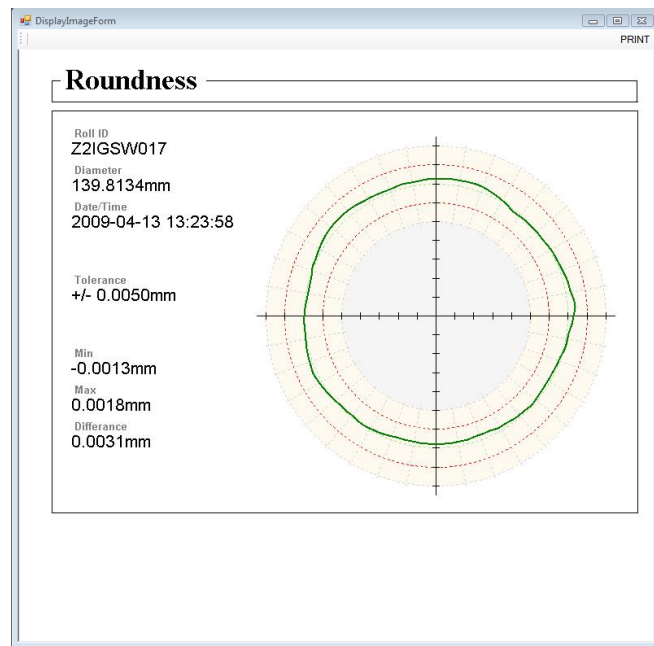 DisplayImageForm
PRINT
Roundness
Roll ID
Z2IGSW017
Diameter
139.8134mm
Date/Time
2009-04-13 13:23:58
Tolerance
+/- 0.0050mm
Min
-0.0013mm
Max
0.0018mm
Differance
0.0031mm